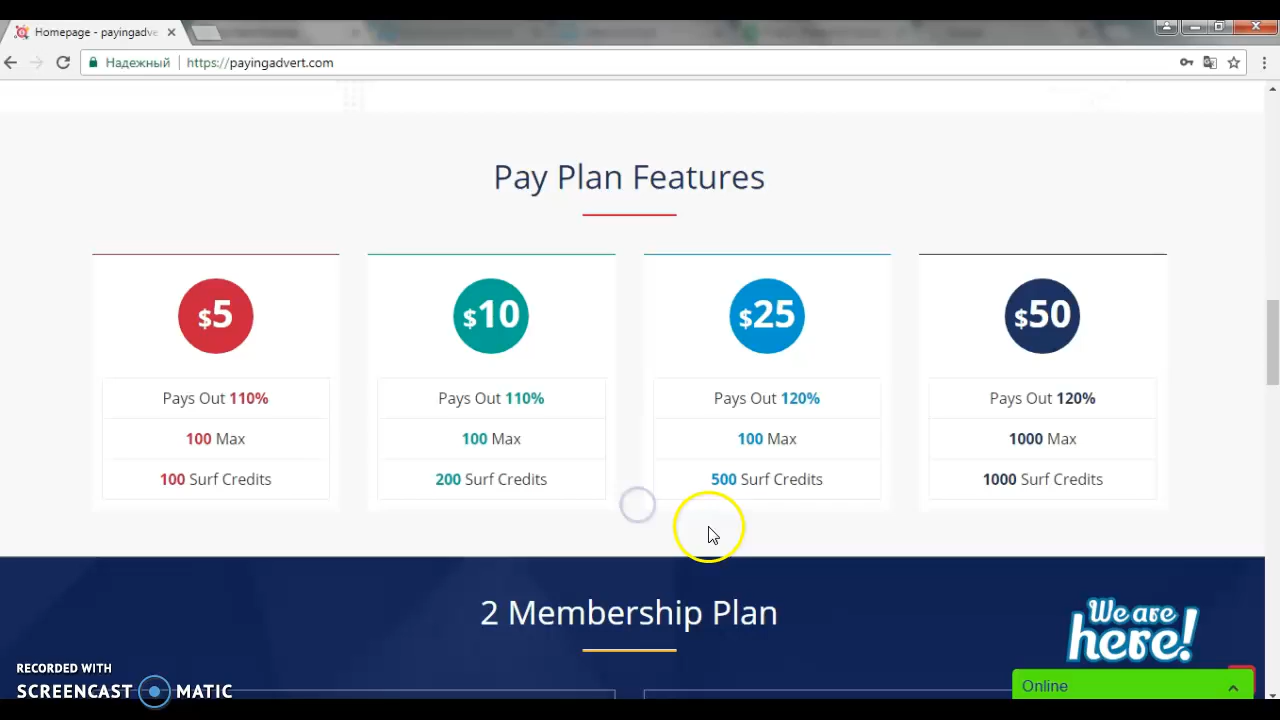 Homepage - payingadve
Надежный
https://payingadvert.com
Pay Plan Features
$5
Pays Out 110%
100 Max
100 Surf Credits
$10
Pays Out 110%
100 Max
200 Surf Credits
$25
Pays Out 120%
100 Max
500 Surf Credits
$50
Pays Out 120%
1000 Max
1000 Surf Credits
2 Membership Plan
We are
here!
Online
RECORDED WITH
SCREENCAST MATIC